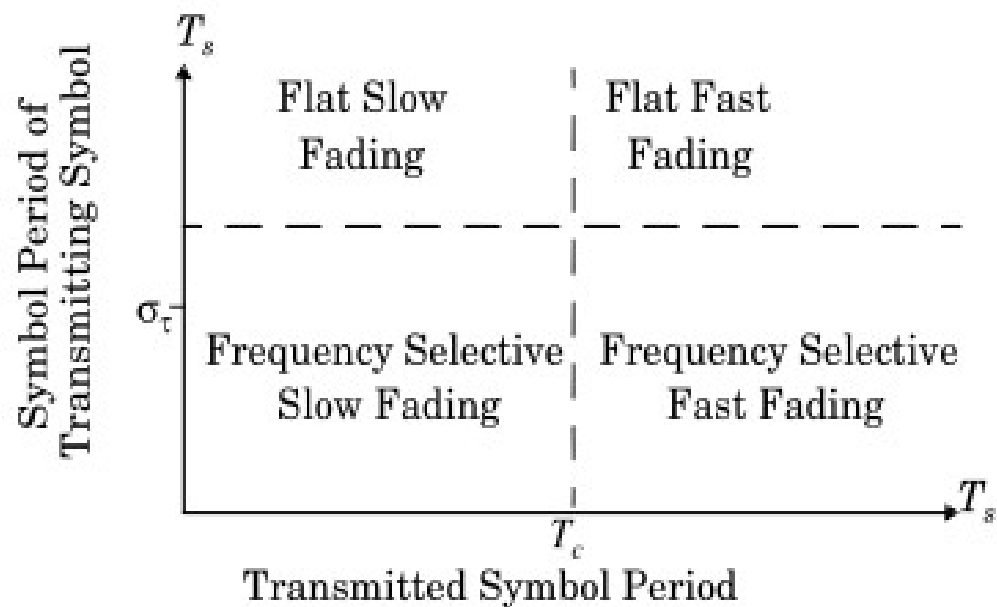 T_s
Symbol Period of
Transmitting Symbol
Flat Slow
Fading
Flat Fast
Fading
σ_τ
Frequency Selective
Slow Fading
Frequency Selective
Fast Fading
T_s
T_c
Transmitted Symbol Period